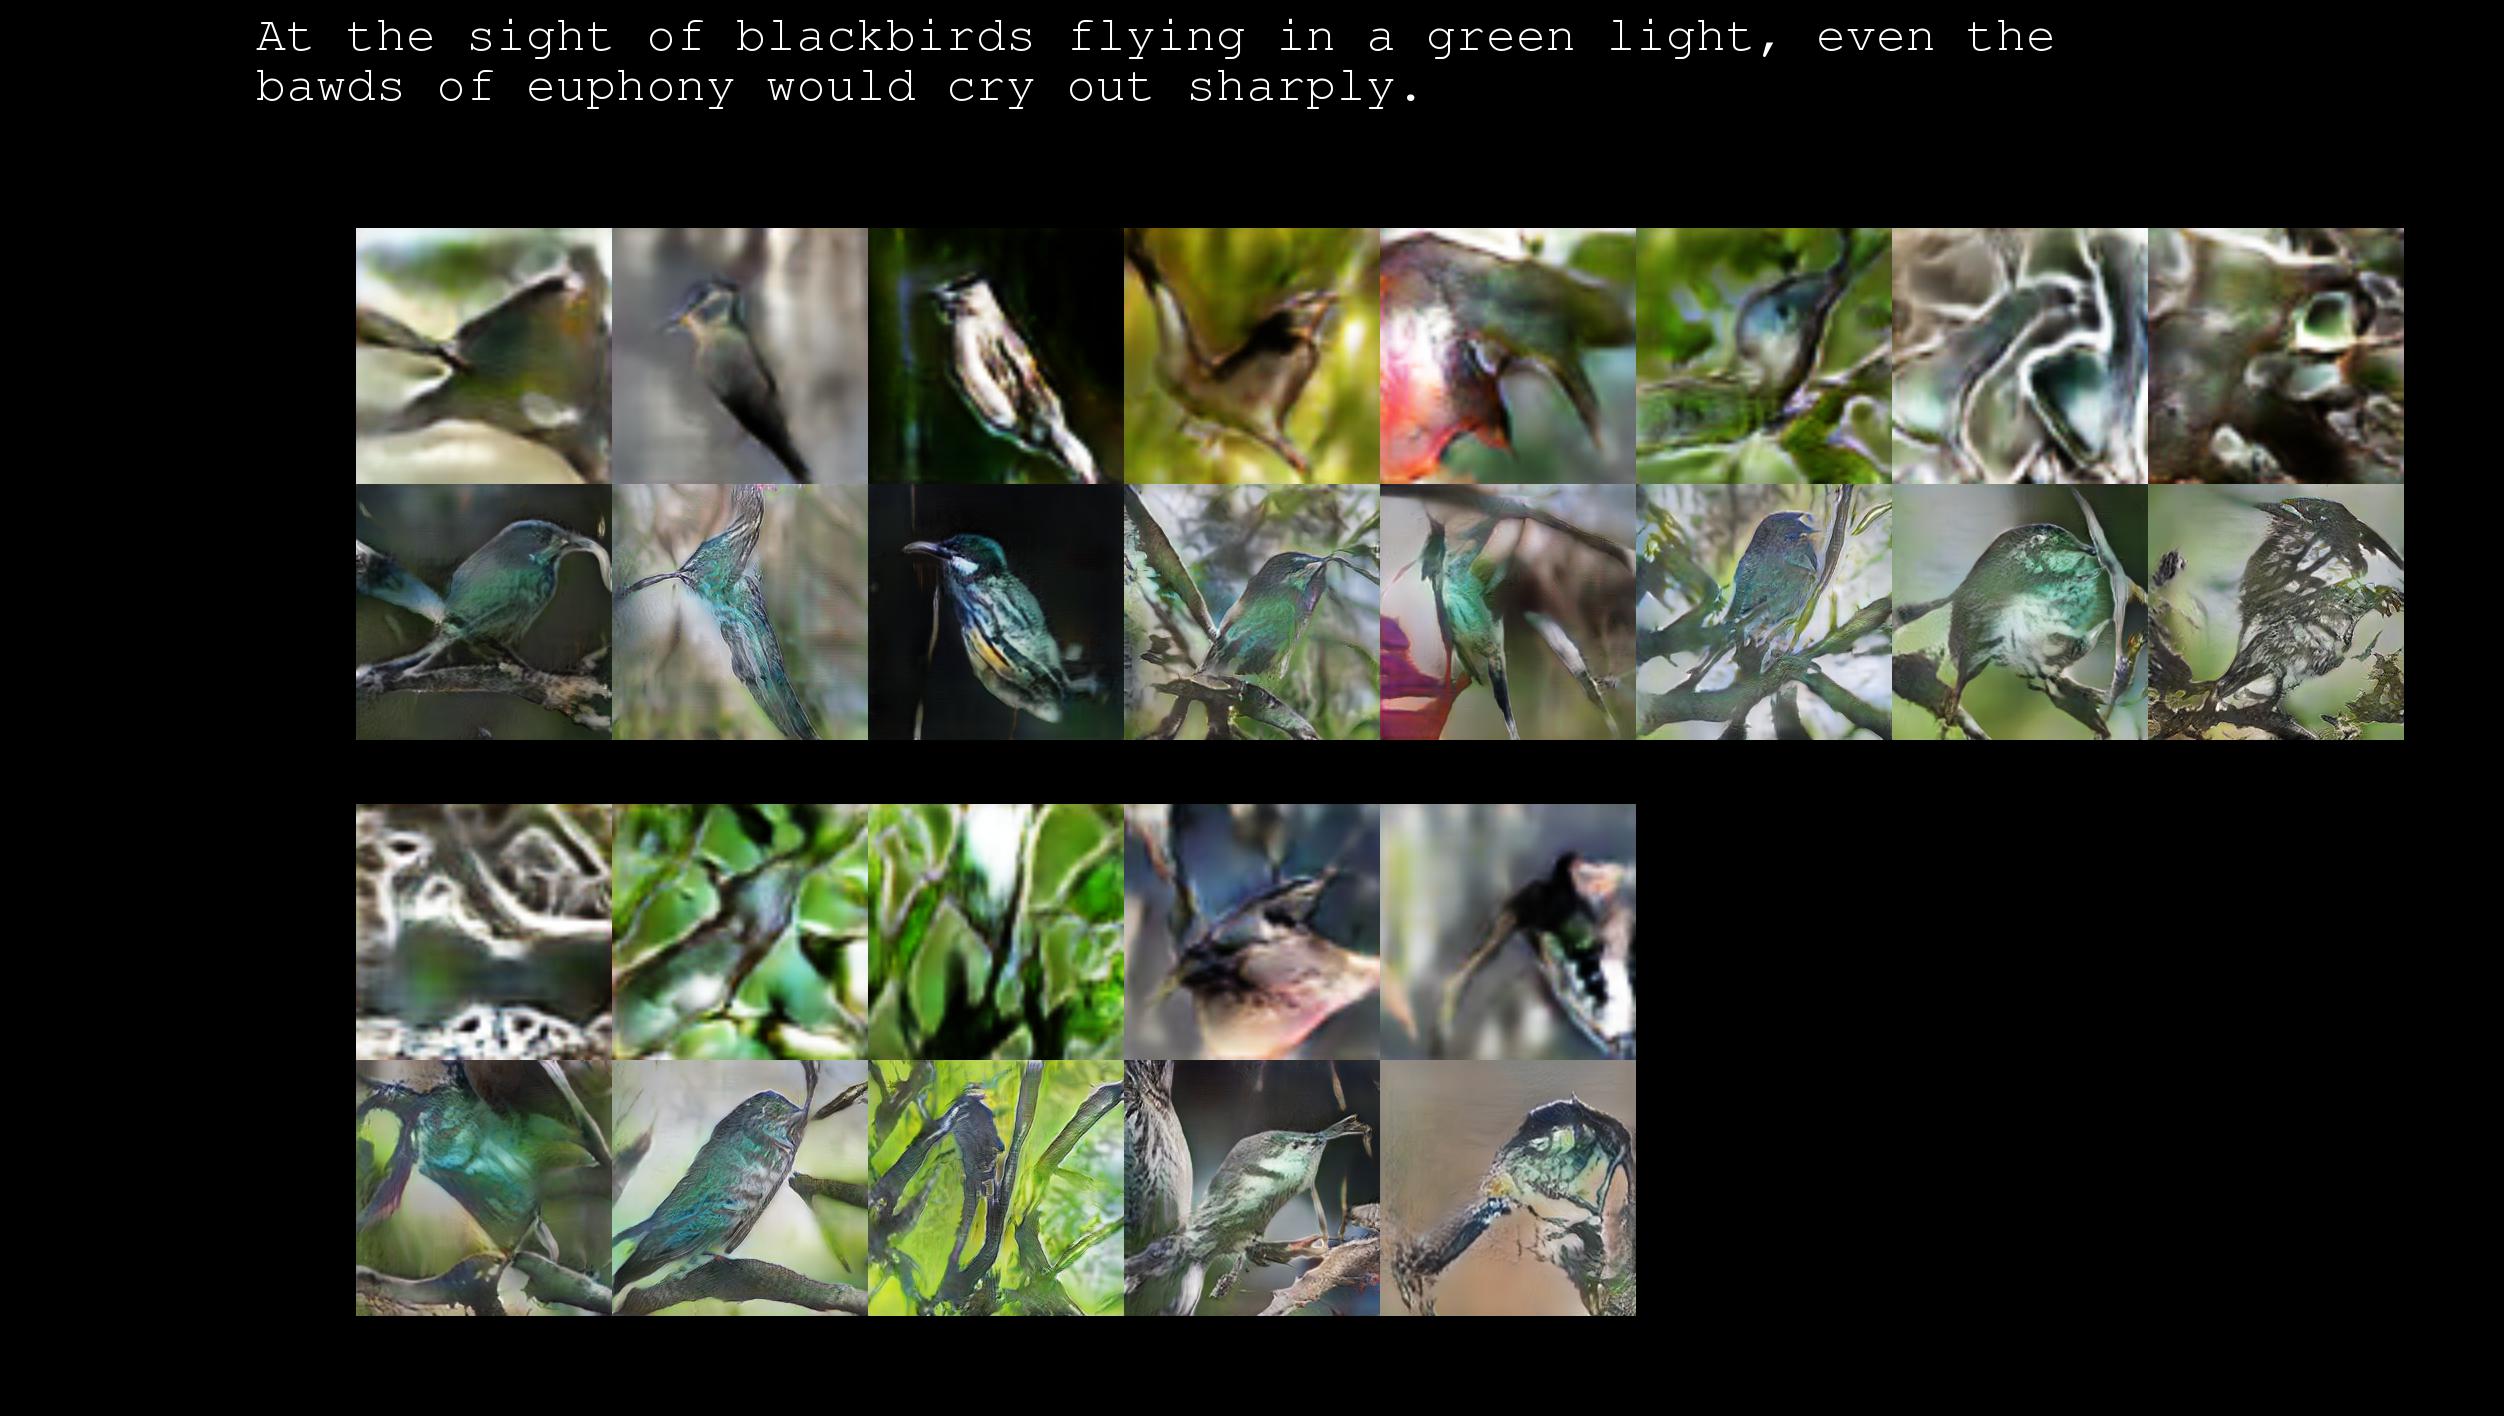 At the sight of blackbirds flying in a green light, even the
bawds of euphony would cry out sharply.